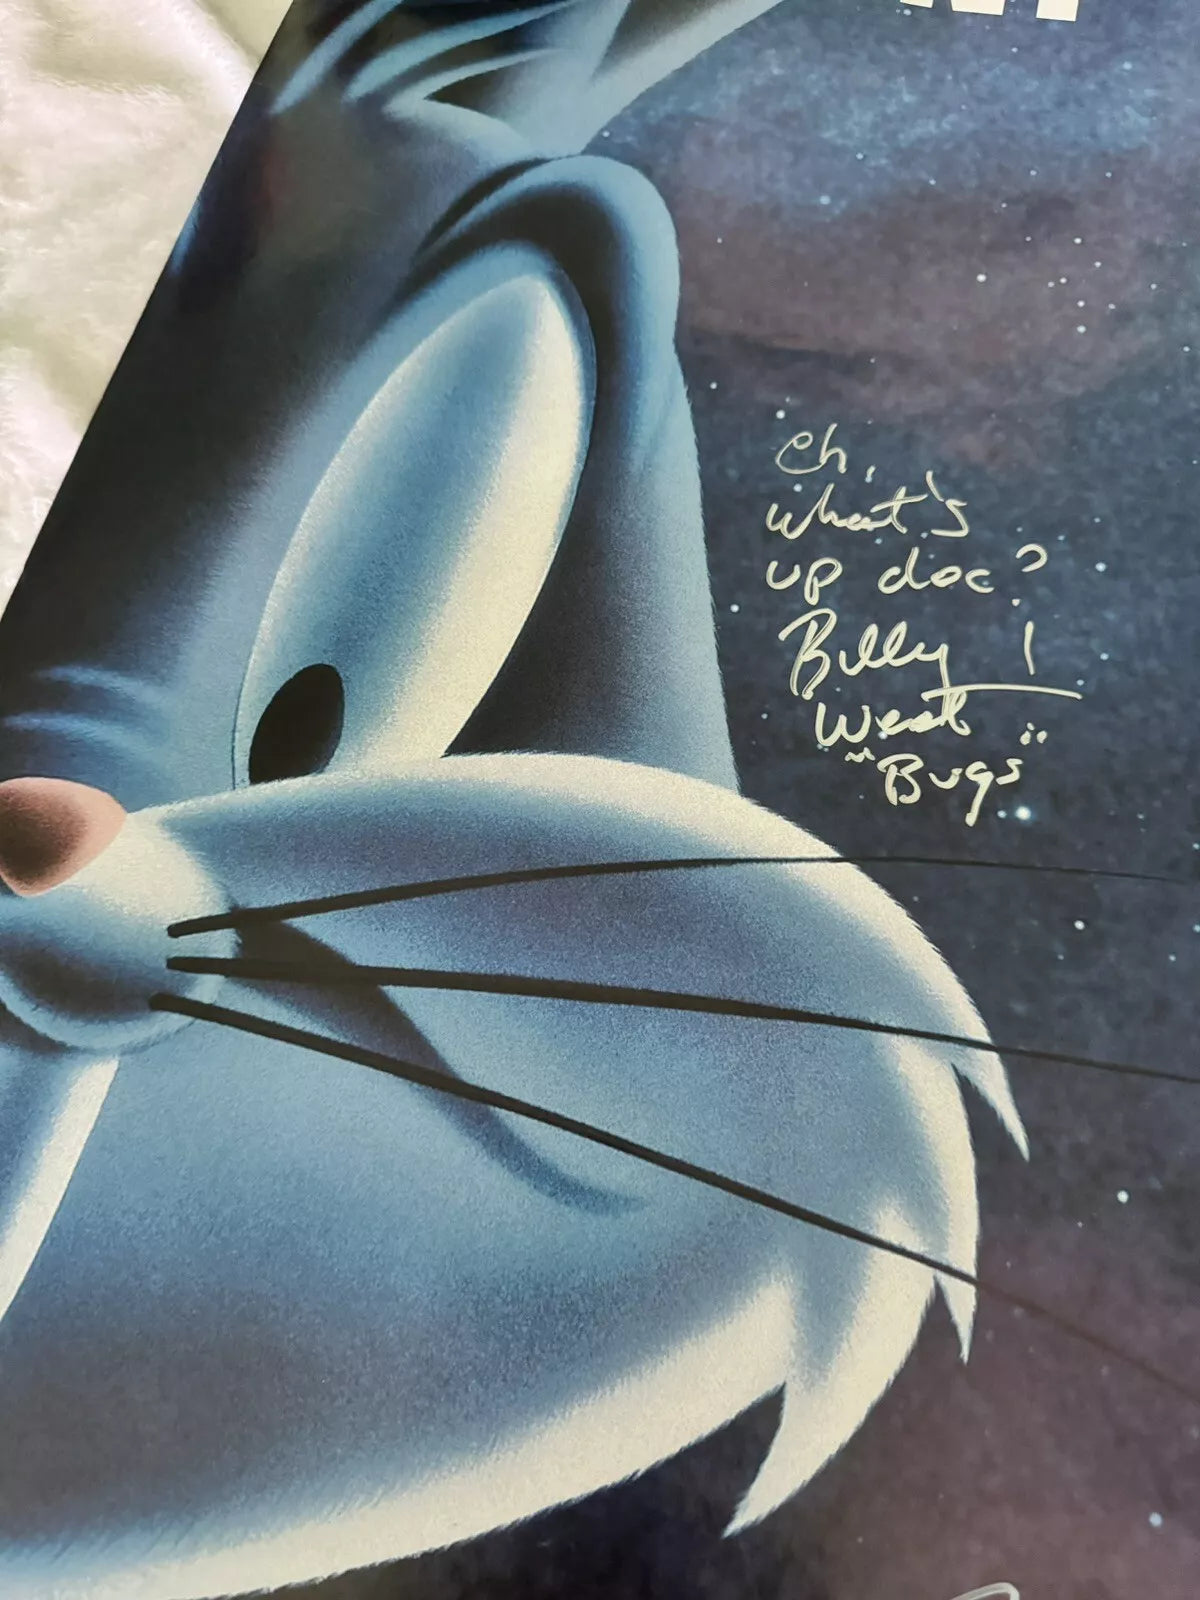 Eh,
what's
up doc?
Billy !
West
"Bugs"